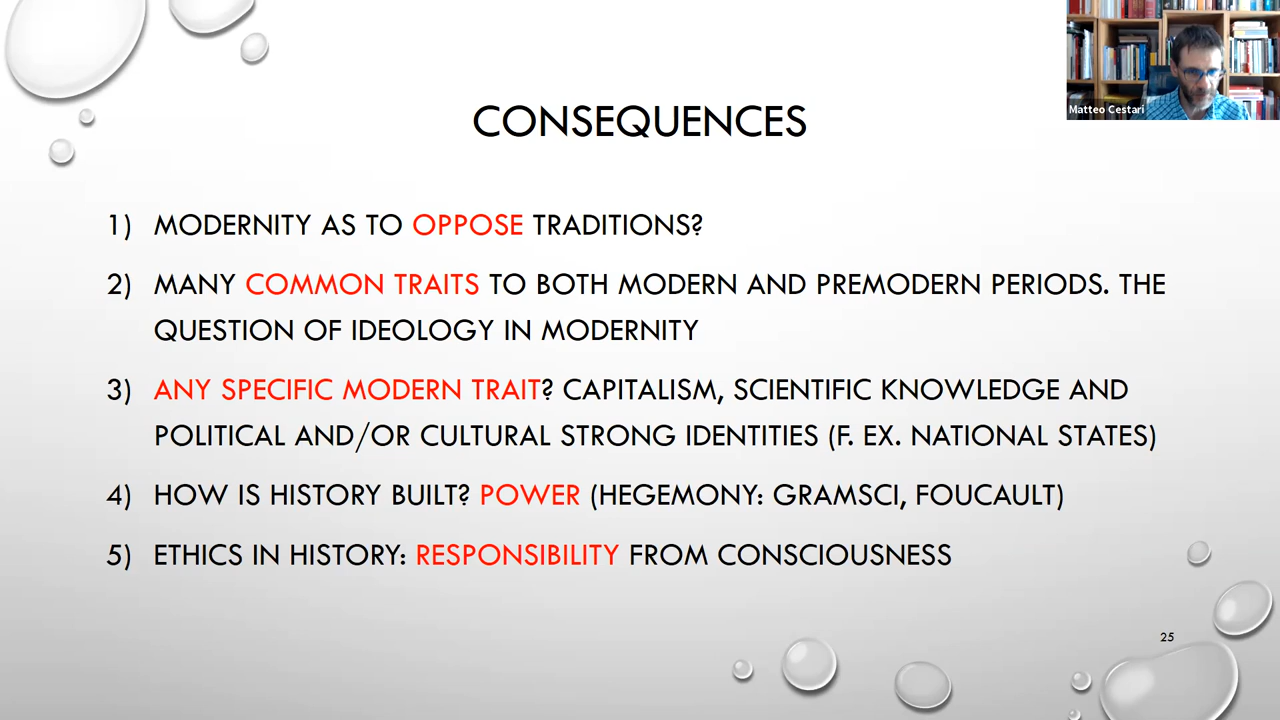 Matteo Cestari
CONSEQUENCES
1) MODERNITY AS TO OPPOSE TRADITIONS?
2) MANY COMMON TRAITS TO BOTH MODERN AND PREMODERN PERIODS. THE
QUESTION OF IDEOLOGY IN MODERNITY
3) ANY SPECIFIC MODERN TRAIT? CAPITALISM, SCIENTIFIC KNOWLEDGE AND
POLITICAL AND/OR CULTURAL STRONG IDENTITIES (F. EX. NATIONAL STATES)
4) HOW IS HISTORY BUILT? POWER (HEGEMONY: GRAMSCI, FOUCAULT)
5) ETHICS IN HISTORY: RESPONSIBILITY FROM CONSCIOUSNESS
25